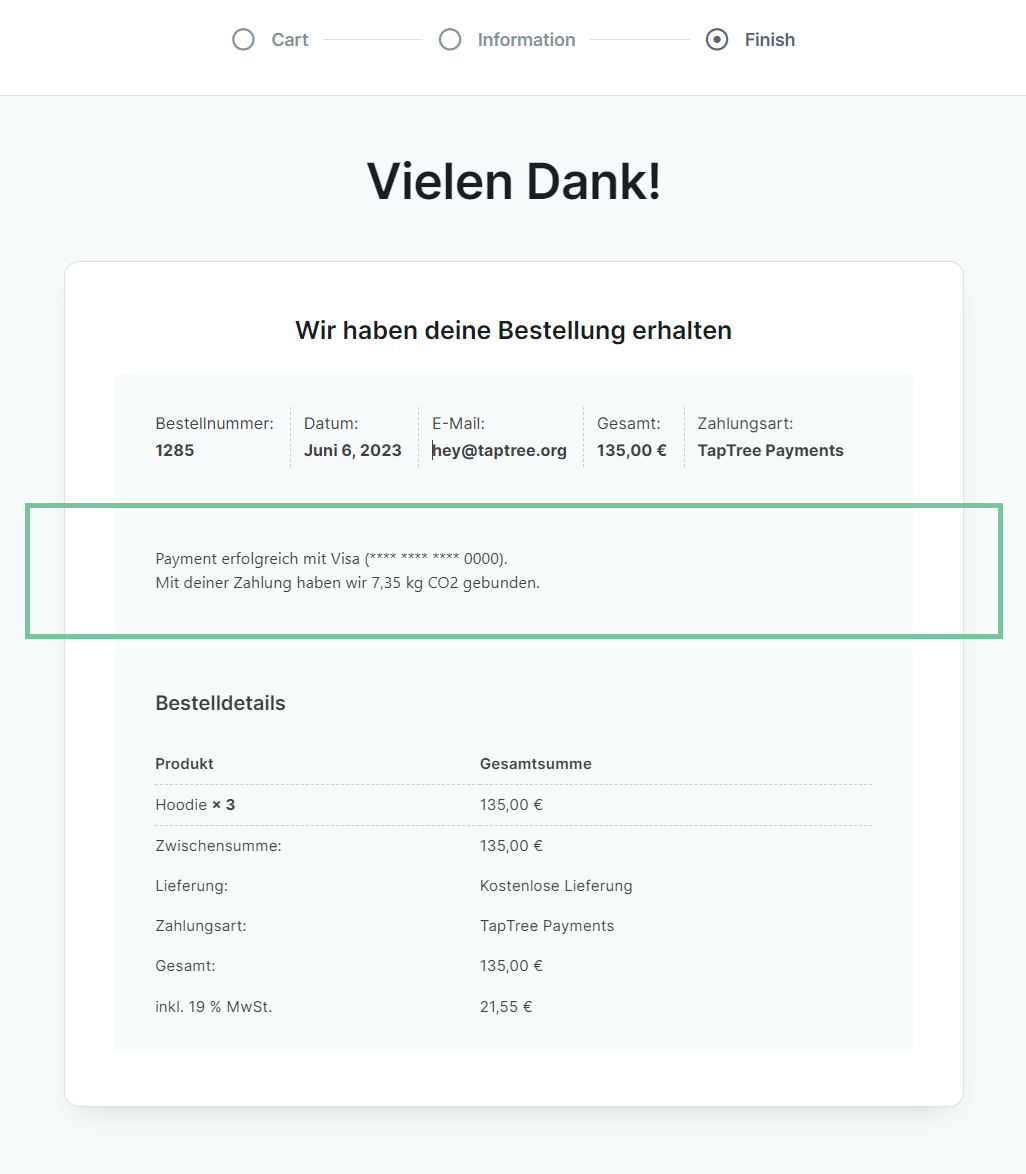 Cart Information Finish
Vielen Dank!
Wir haben deine Bestellung erhalten
Bestellnummer: Datum: E-Mail: Gesamt: Zahlungsart:
1285 Juni 6, 2023 hey@taptree.org 135,00 € TapTree Payments
Payment erfolgreich mit Visa (**** **** **** 0000).
Mit deiner Zahlung haben wir 7,35 kg CO2 gebunden.
Bestelldetails
Produkt Gesamtsumme
Hoodie × 3 135,00 €
Zwischensumme: 135,00 €
Lieferung: Kostenlose Lieferung
Zahlungsart: TapTree Payments
Gesamt: 135,00 €
inkl. 19 % MwSt. 21,55 €